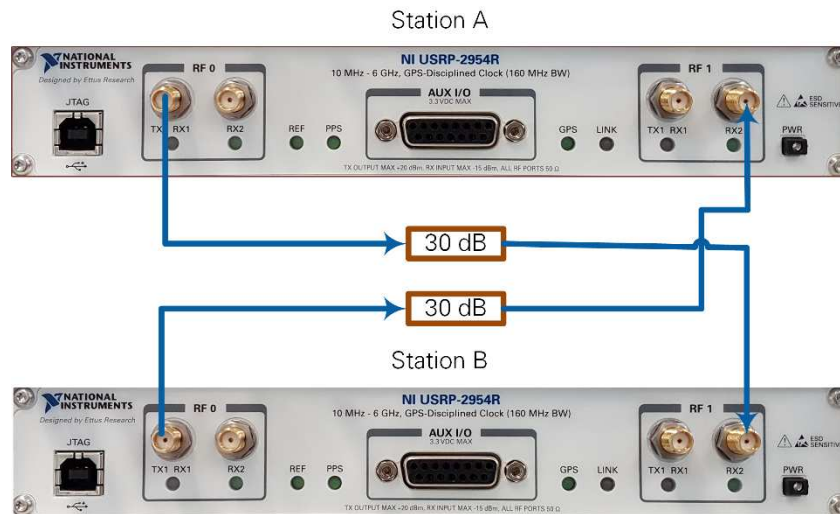 Station A
NATIONAL INSTRUMENTS
Designed by Ettus Research
NI USRP-2954R
10 MHz - 6 GHz, GPS-Disciplined Clock (160 MHz BW)
JTAG
RF 0
TX1 RX1
RX2
REF
PPS
AUX I/O
3.3 VDC MAX
GPS
LINK
RF 1
TX1 RX1
RX2
ESD SENSITIVE
PWR
TX OUTPUT MAX +20 dBm, RX INPUT MAX -15 dBm, ALL RF PORTS 50 Ω
30 dB
30 dB
Station B
NATIONAL INSTRUMENTS
Designed by Ettus Research
NI USRP-2954R
10 MHz - 6 GHz, GPS-Disciplined Clock (160 MHz BW)
JTAG
RF 0
TX1 RX1
RX2
REF
PPS
AUX I/O
3.3 VDC MAX
GPS
LINK
RF 1
TX1 RX1
RX2
ESD SENSITIVE
PWR
TX OUTPUT MAX +20 dBm, RX INPUT MAX -15 dBm, ALL RF PORTS 50 Ω